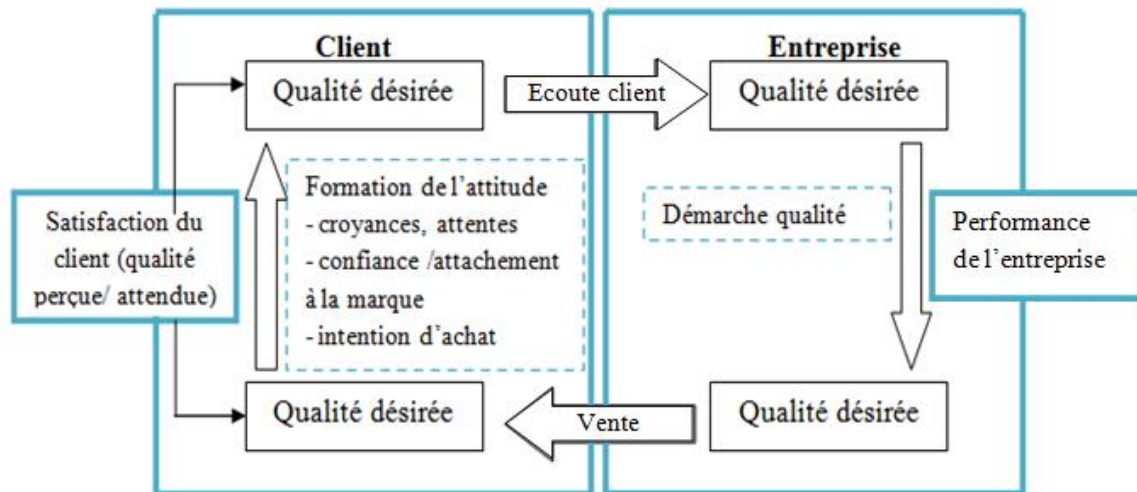 Client
Entreprise
Qualité désirée
Ecoute client
Qualité désirée
Formation de l'attitude
- croyances, attentes
- confiance /attachement
à la marque
- intention d'achat
Démarche qualité
Satisfaction du
client (qualité
perçue/ attendue)
Performance
de l'entreprise
Qualité désirée
Vente
Qualité désirée